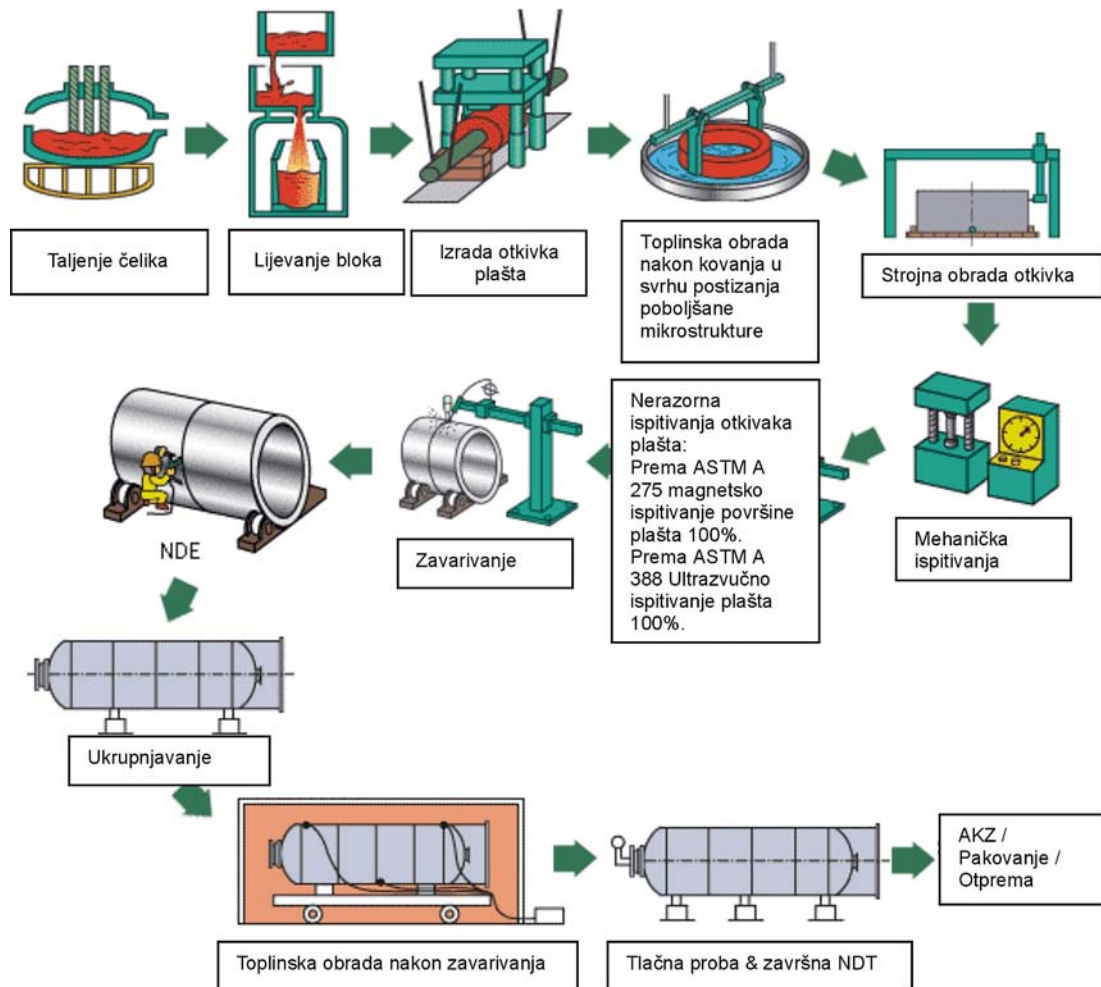 Taljenje čelika
Lijevanje bloka
Izrada otkivka
plašta
Toplinska obrada
nakon kovanja u
svrhu postizanja
poboljšane
mikrostrukture
Strojna obrada otkivka
Mehanička
ispitivanja
Nerazorna
ispitivanja otkivaka
plašta:
Prema ASTM A
275 magnetsko
ispitivanje površine
plašta 100%.
Prema ASTM A
388 Ultrazvučno
ispitivanje plašta
100%.
Zavarivanje
NDE
Ukrupnjavanje
Toplinska obrada nakon zavarivanja
Tlačna proba & završna NDT
AKZ /
Pakovanje /
Otprema